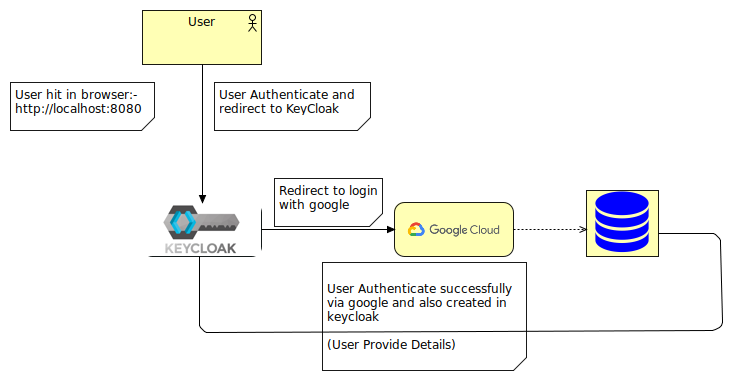 User
User hit in browser:-
http://localhost:8080
User Authenticate and
redirect to KeyCloak
Redirect to login
with google
KEYCLOAK
Google Cloud
User Authenticate successfully
via google and also created in
keycloak
(User Provide Details)